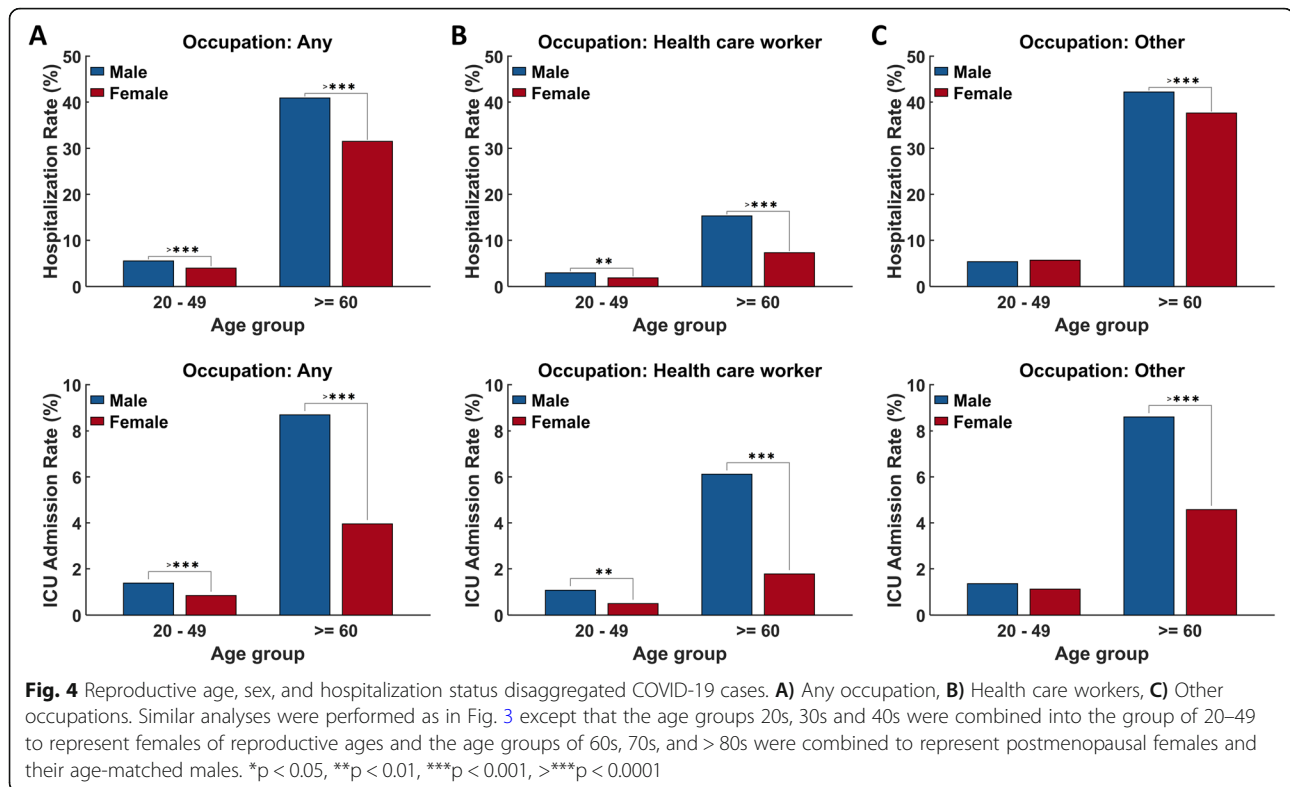 A
Occupation: Any
50
40
30
20
10
0
Hospitalization Rate (%)
Male
Female
>***
>***
20 - 49
>= 60
Age group
B
Occupation: Health care worker
50
40
30
20
10
0
Hospitalization Rate (%)
Male
Female
**
>***
20 - 49
>= 60
Age group
C
Occupation: Other
50
40
30
20
10
0
Hospitalization Rate (%)
Male
Female
>***
20 - 49
>= 60
Age group
Occupation: Any
10
8
6
4
2
0
ICU Admission Rate (%)
Male
Female
>***
>***
20 - 49
>= 60
Age group
Occupation: Health care worker
10
8
6
4
2
0
ICU Admission Rate (%)
Male
Female
**
***
20 - 49
>= 60
Age group
Occupation: Other
10
8
6
4
2
0
ICU Admission Rate (%)
Male
Female
>***
20 - 49
>= 60
Age group
Fig. 4 Reproductive age, sex, and hospitalization status disaggregated COVID-19 cases. A) Any occupation, B) Health care workers, C) Other
occupations. Similar analyses were performed as in Fig. 3 except that the age groups 20s, 30s and 40s were combined into the group of 20–49
to represent females of reproductive ages and the age groups of 60s, 70s, and > 80s were combined to represent postmenopausal females and
their age-matched males. *p < 0.05, **p < 0.01, ***p < 0.001, >***p < 0.0001